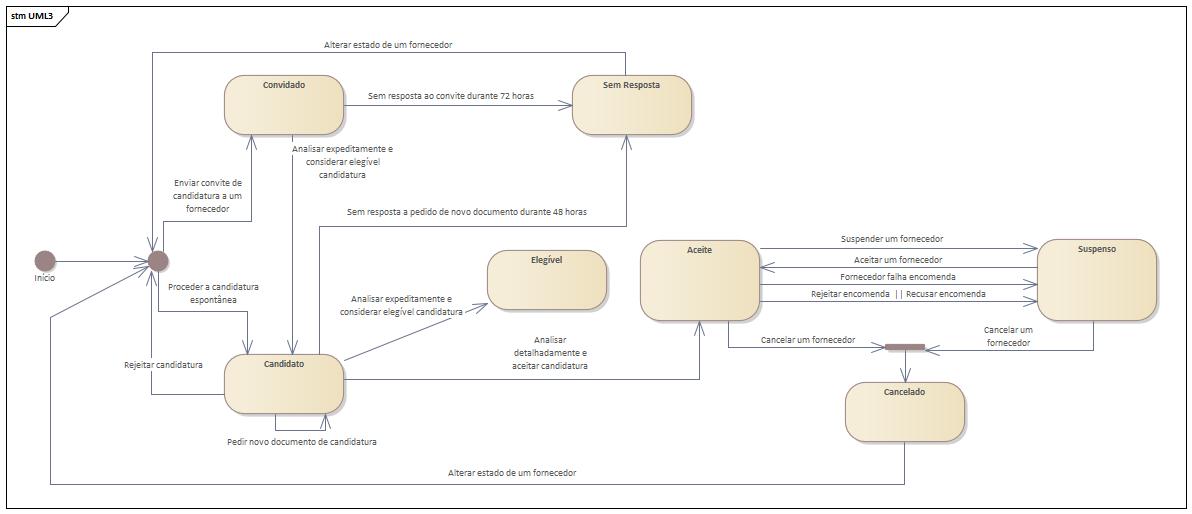 stm UML3
Alterar estado de um fornecedor
Convidado
Sem resposta ao convite durante 72 horas
Sem Resposta
Analisar expeditamente e
considerar elegível
candidatura
Enviar convite de
candidatura a um
fornecedor
Sem resposta a pedido de novo documento durante 48 horas
Início
Proceder a candidatura
espontânea
Elegível
Analisar expeditamente e
considerar elegível candidatura
Aceite
Suspender um fornecedor
Aceitar um fornecedor
Fornecedor falha encomenda
Rejeitar encomenda || Recusar encomenda
Suspenso
Rejeitar candidatura
Candidato
Analisar
detalhadamente e
aceitar candidatura
Cancelar um fornecedor
Cancelar um
fornecedor
Cancelado
Pedir novo documento de candidatura
Alterar estado de um fornecedor